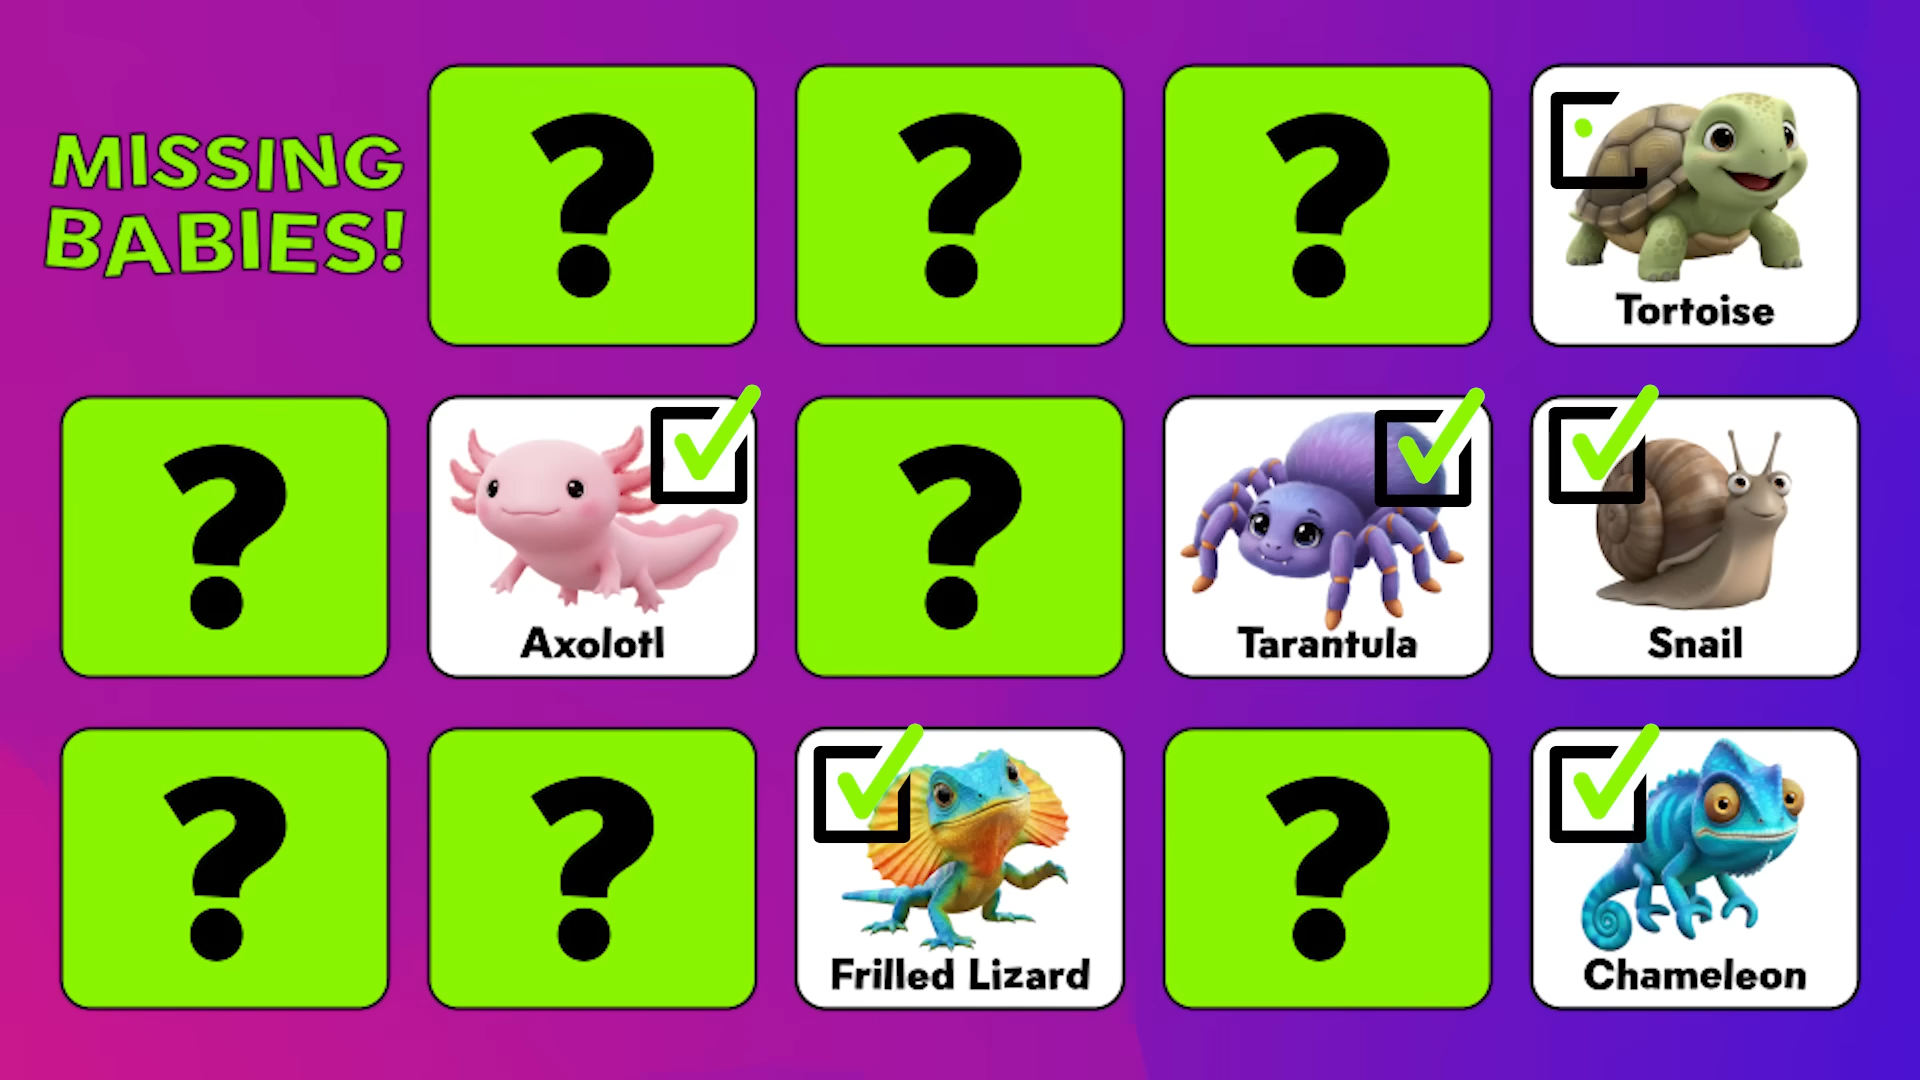 MISSING
BABIES!
?
?
?
Tortoise
?
Axolotl
?
Tarantula
Snail
?
?
Frilled Lizard
?
Chameleon